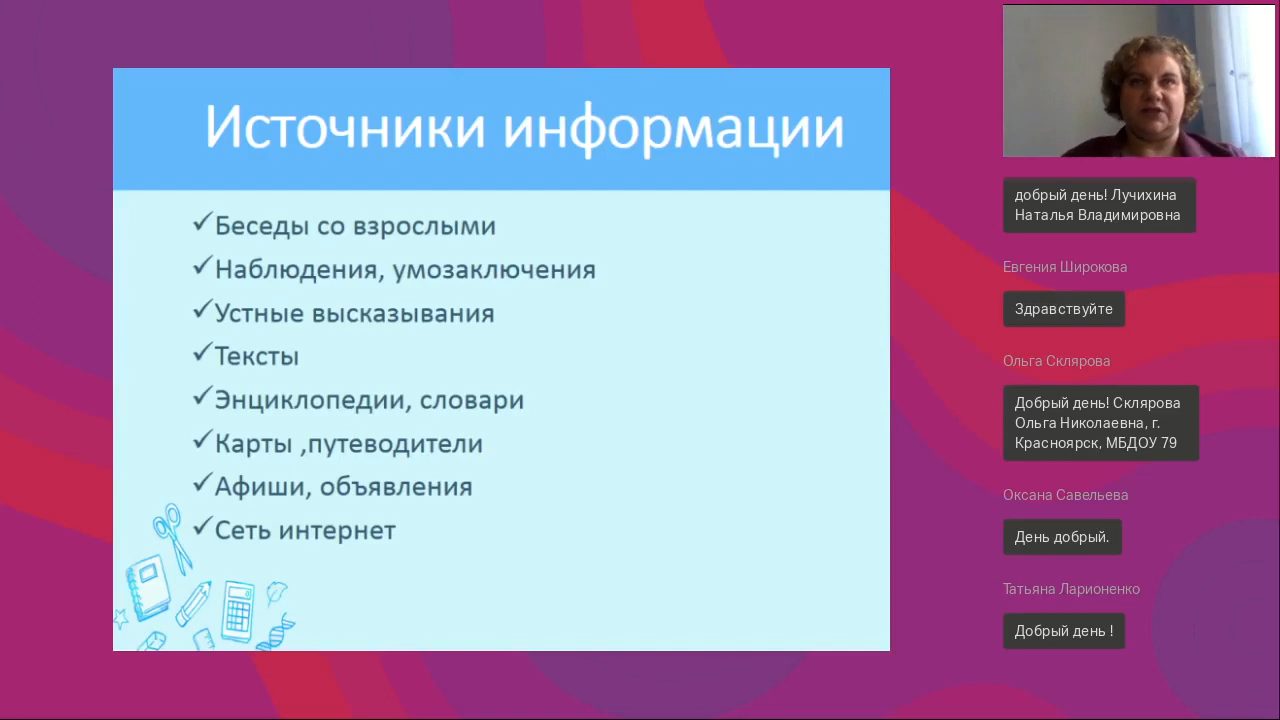 Источники информации
✓Беседы со взрослыми
✓Наблюдения, умозаключения
✓Устные высказывания
✓Тексты
✓Энциклопедии, словари
✓Карты ,путеводители
✓Афиши, объявления
✓Сеть интернет
добрый день! Лучихина
Наталья Владимировна
Евгения Широкова
Здравствуйте
Ольга Склярова
Добрый день! Склярова
Ольга Николаевна, г.
Красноярск, МБДОУ 79
Оксана Савельева
День добрый.
Татьяна Ларионенко
Добрый день !